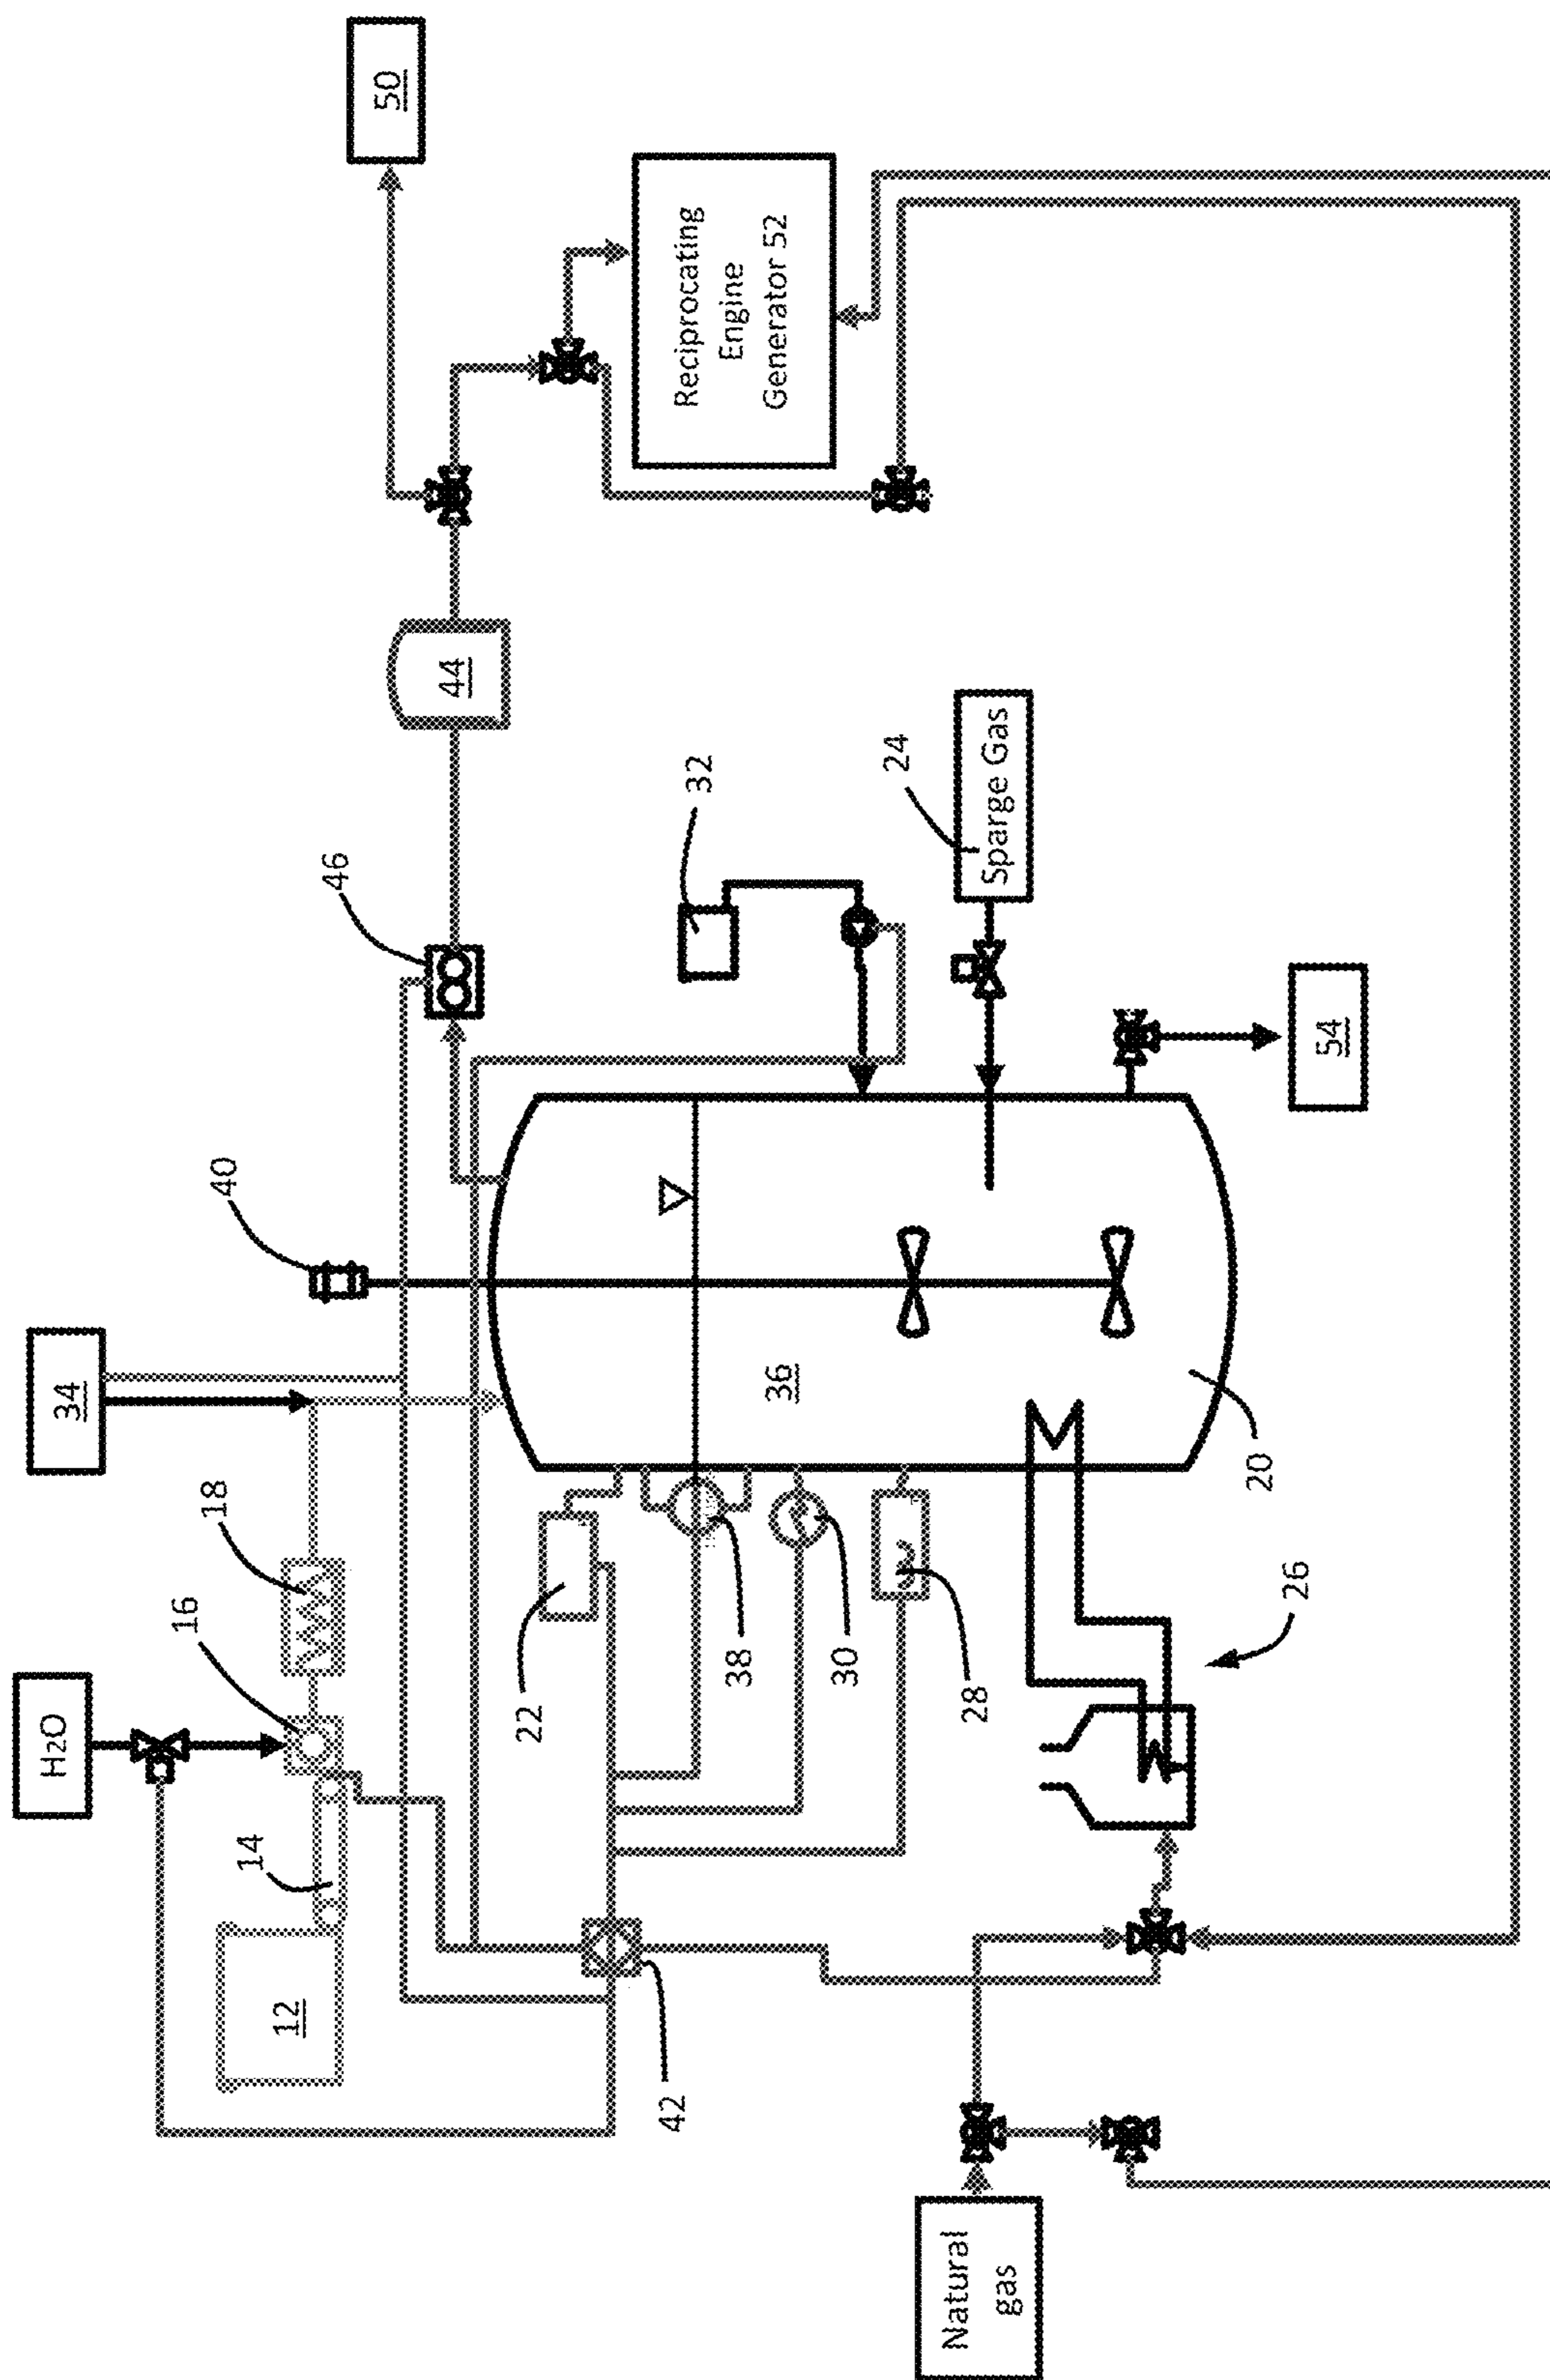 H2O
34
16
18
40
14
12
46
50
44
22
42
32
Reciprocating
Engine
Generator 52
38
36
30
24
Natural
gas
28
Sparge Gas
20
26
54